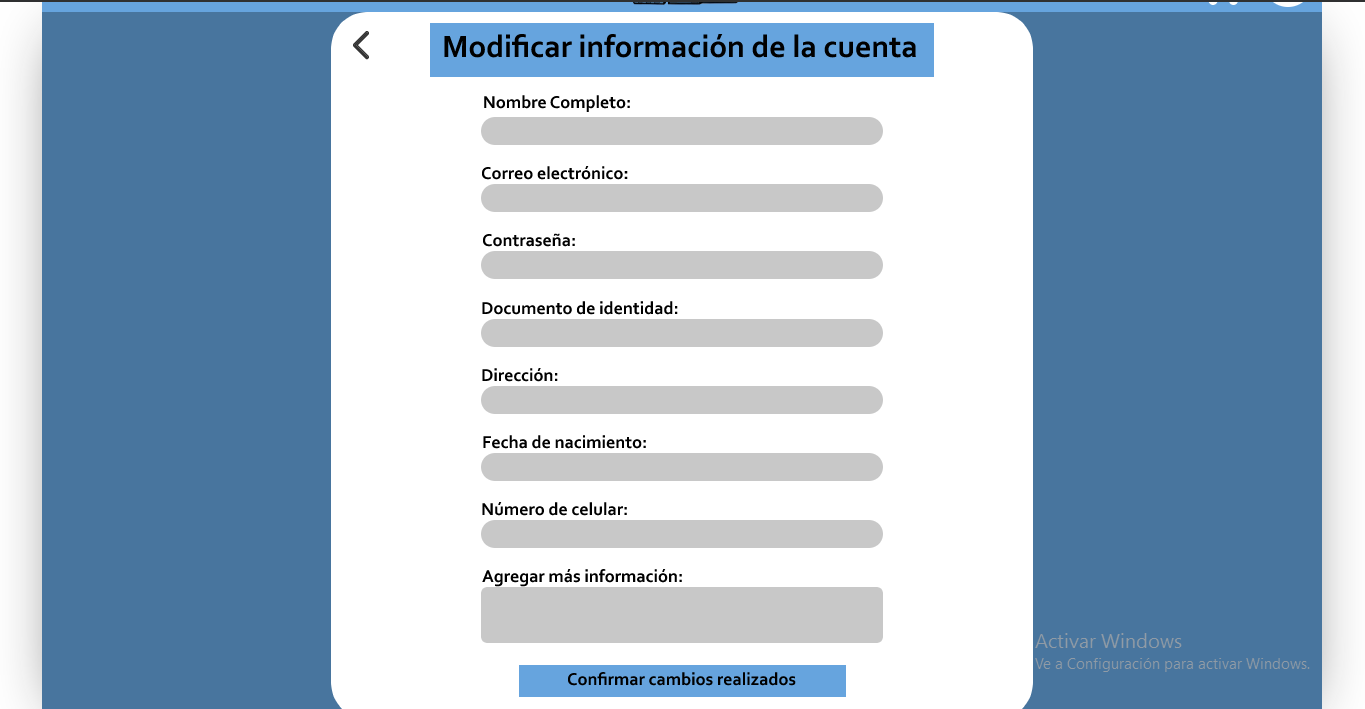 Modificar información de la cuenta
Nombre Completo:
Correo electrónico:
Contraseña:
Documento de identidad:
Dirección:
Fecha de nacimiento:
Número de celular:
Agregar más información:
Confirmar cambios realizados
Activar Windows
Ve a Configuración para activar Windows.